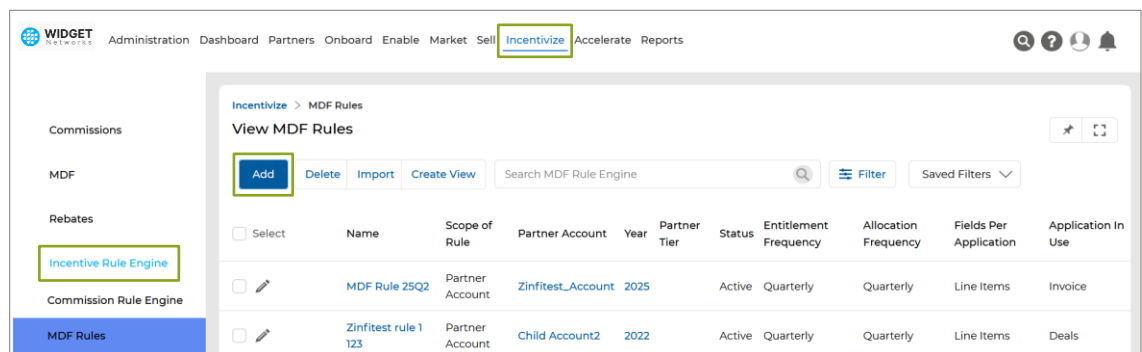 WIDGET
Networks
Administration Dashboard Partners Onboard Enable Market Sell Incentivize Accelerate Reports
Incentivize > MDF Rules
View MDF Rules
Commissions
MDF
Rebates
Incentive Rule Engine
Commission Rule Engine
MDF Rules
Add Delete Import Create View Search MDF Rule Engine Filter Saved Filters
Select Name Scope of Rule Partner Account Year Partner Tier Status Entitlement Frequency Allocation Frequency Fields Per Application Application In Use
MDF Rule 25Q2 Partner Account Zinfitest_Account 2025 Active Quarterly Quarterly Line Items Invoice
Zinfitest rule 1 123 Partner Account Child Account2 2022 Active Quarterly Quarterly Line Items Deals